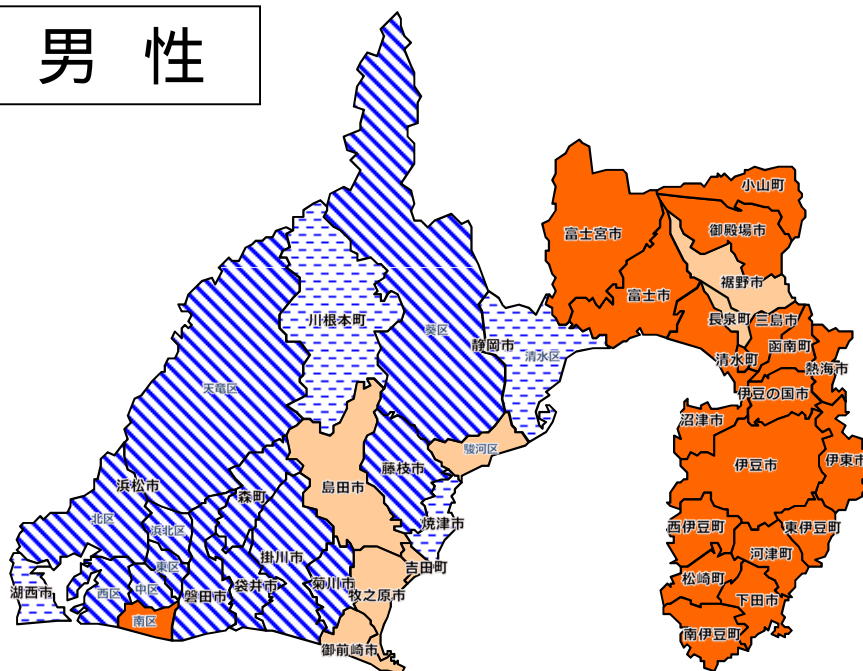 男 性
小山町
御殿場市
富士宮市
裾野市
富士市
長泉町
三島市
川根本町
葵区
静岡市
清水区
函南町
清水町
熱海市
天竜区
伊豆の国市
沼津市
駿河区
藤枝市
伊豆市
伊東市
島田市
浜松市
森町
北区
浜北区
焼津市
西伊豆町
東伊豆町
河津町
掛川市
東区
吉田町
湖西市
西区
中区
磐田市
袋井市
菊川市
牧之原市
松崎町
下田市
南区
南伊豆町
御前崎市